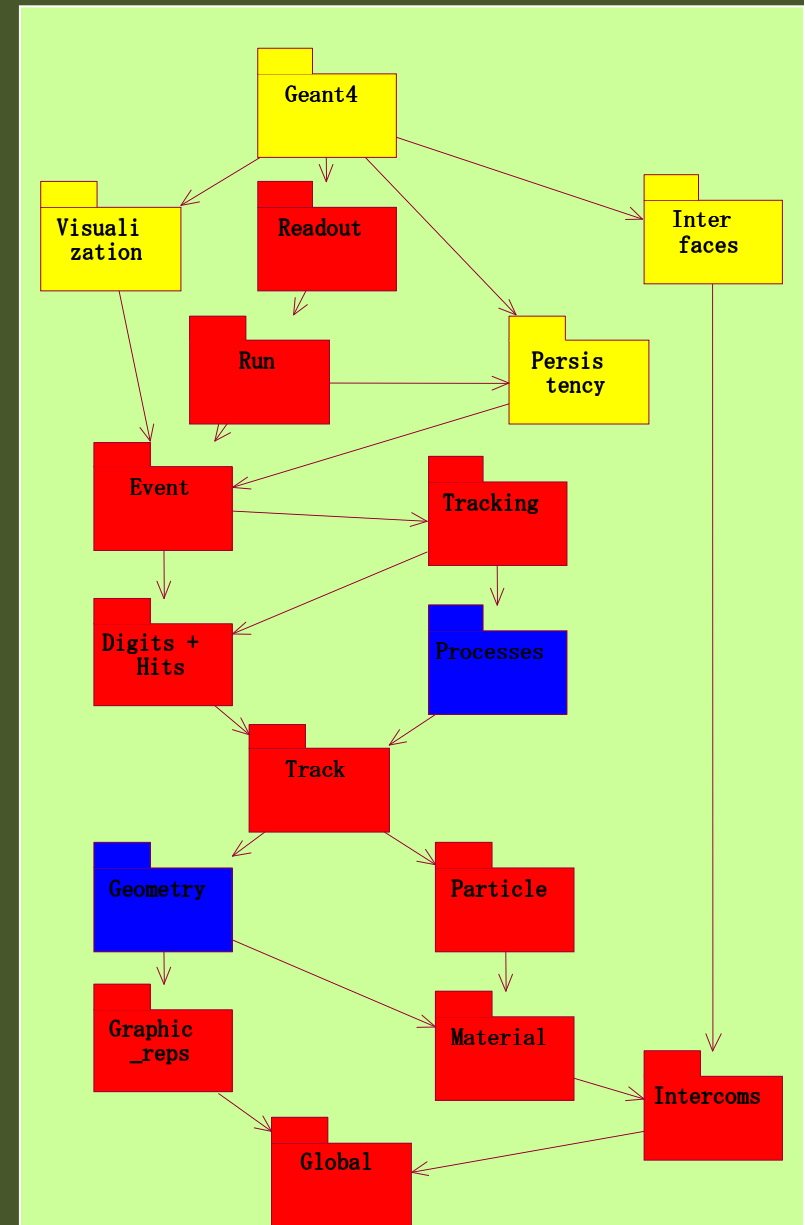 Geant4
Visuali
zation
Readout
Inter
faces
Run
Persis
tency
Event
Tracking
Digits +
Hits
Processes
Track
Geometry
Particle
Graphic
_reps
Material
Intercoms
Global